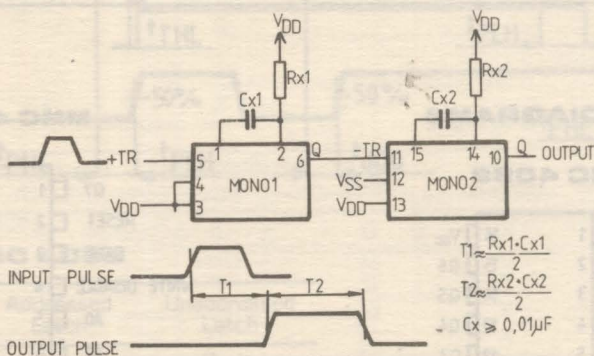 VDD
VDD
Rx1
Rx2
Cx1
Cx2
1
2
15
14
+TR
5
6
Q
-TR
11
10
Q
OUTPUT
4
MONO1
VSS
12
MONO2
VDD
3
VDD
13
T1≈Rx1·Cx1/2
INPUT PULSE
T1
T2
T2≈Rx2·Cx2/2
Cx ≥ 0,01µF
OUTPUT PULSE